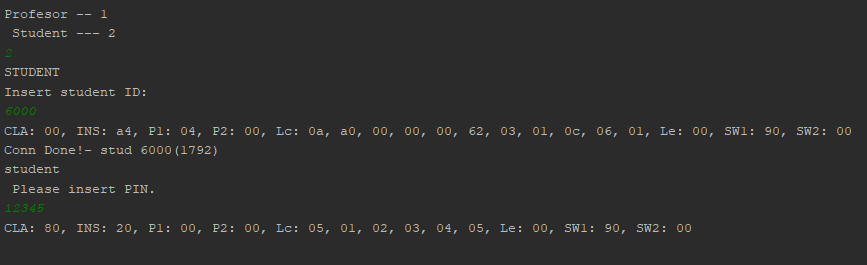 Profesor -- 1
Student --- 2
2
STUDENT
Insert student ID:
6000
CLA: 00, INS: a4, P1: 04, P2: 00, Lc: 0a, a0, 00, 00, 00, 62, 03, 01, 0c, 06, 01, Le: 00, SW1: 90, SW2: 00
Conn Done!- stud 6000(1792)
student
Please insert PIN.
12345
CLA: 80, INS: 20, P1: 00, P2: 00, Lc: 05, 01, 02, 03, 04, 05, Le: 00, SW1: 90, SW2: 00